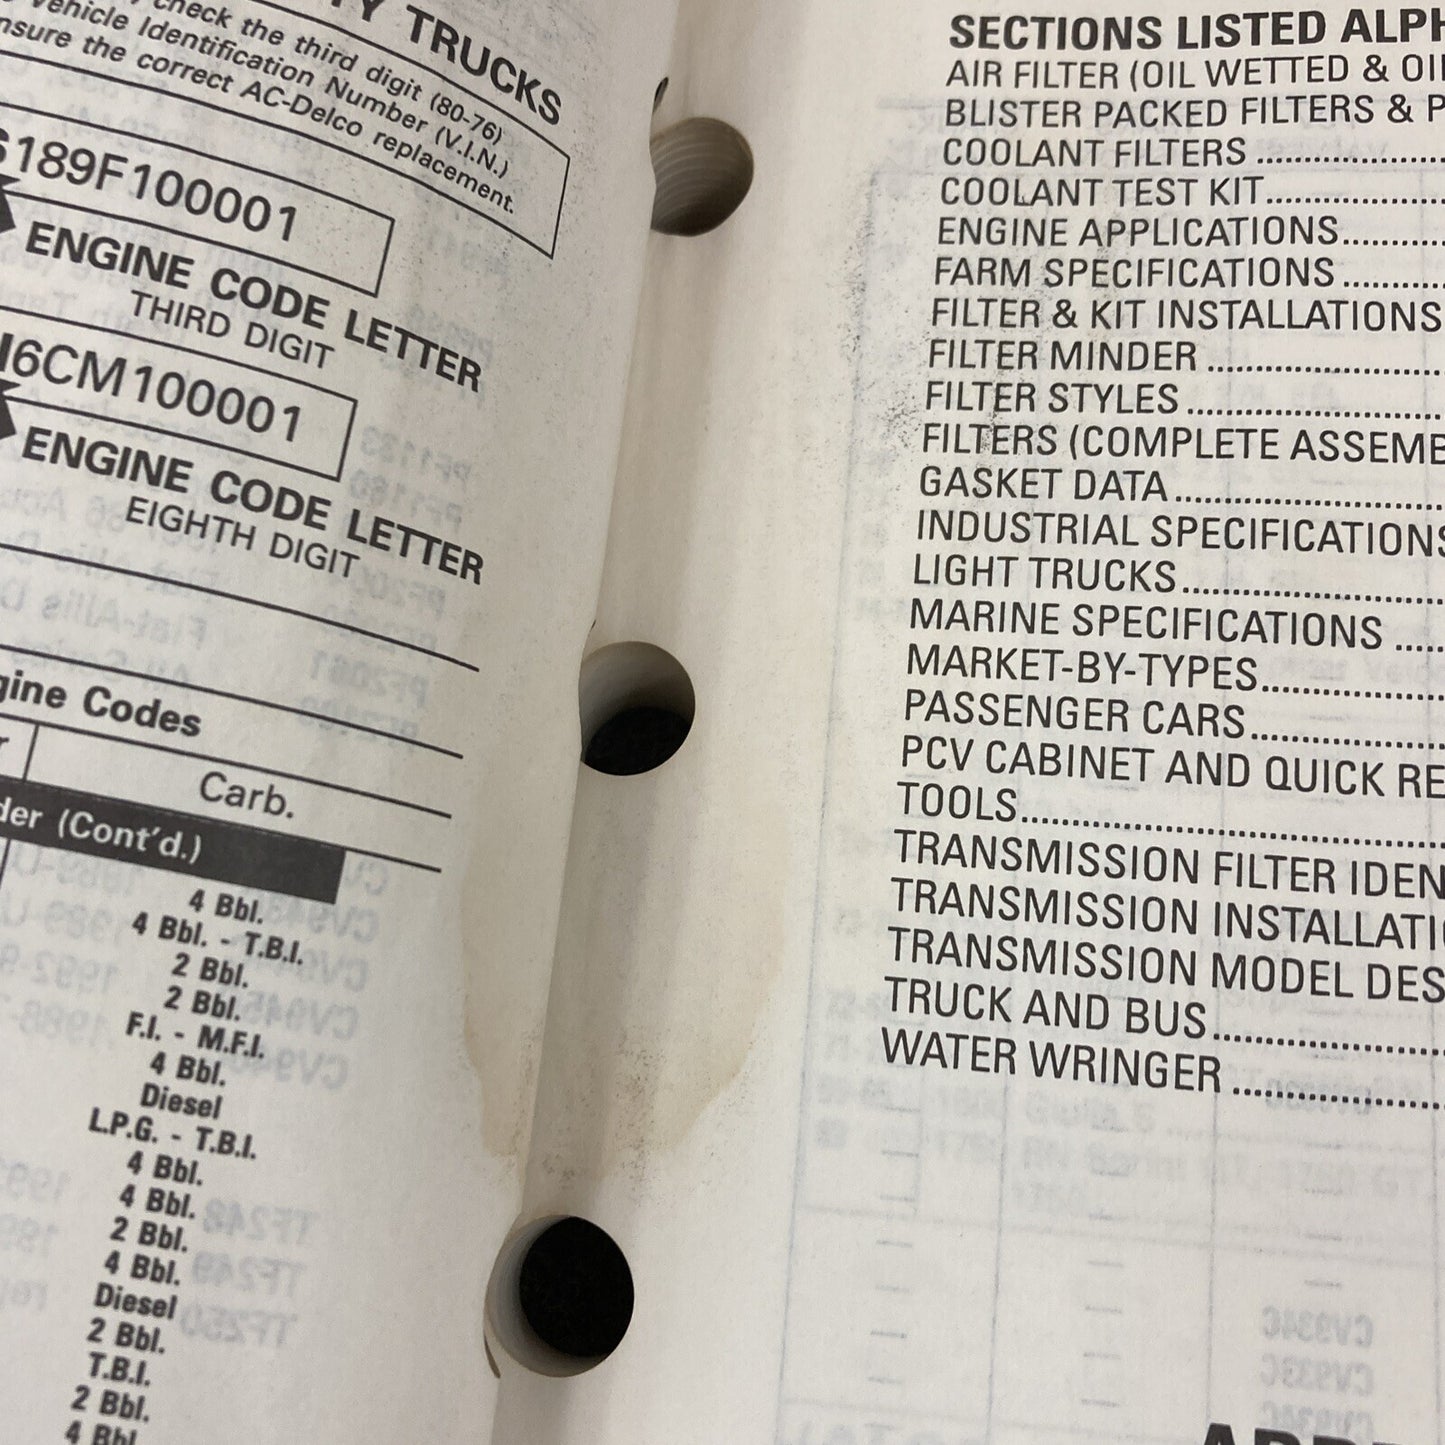 TRUCKS
check the third digit (80-76)
Vehicle Identification Number (V.I.N.)
the correct AC-Delco replacement.
189F100001
ENGINE CODE LETTER
THIRD DIGIT
6CM100001
ENGINE CODE LETTER
EIGHTH DIGIT
Codes
Carb.
(Cont'd.)
4 Bbl.
4 Bbl. - T.B.I.
2 Bbl.
2 Bbl.
F.I. - M.F.I.
4 Bbl.
Diesel
L.P.G. - T.B.I.
4 Bbl.
4 Bbl.
2 Bbl.
4 Bbl.
Diesel
2 Bbl.
T.B.I.
2 Bbl.
4 Bbl.
SECTIONS LISTED ALPH
AIR FILTER (OIL WETTED & OIL
BLISTER PACKED FILTERS & P
COOLANT FILTERS
COOLANT TEST KIT
ENGINE APPLICATIONS
FARM SPECIFICATIONS
FILTER & KIT INSTALLATIONS
FILTER MINDER
FILTER STYLES
FILTERS (COMPLETE ASSEMB
GASKET DATA
INDUSTRIAL SPECIFICATIONS
LIGHT TRUCKS
MARINE SPECIFICATIONS
MARKET-BY-TYPES
PASSENGER CARS
PCV CABINET AND QUICK RE
TOOLS
TRANSMISSION FILTER IDEN
TRANSMISSION INSTALLATIO
TRANSMISSION MODEL DES
TRUCK AND BUS
WATER WRINGER